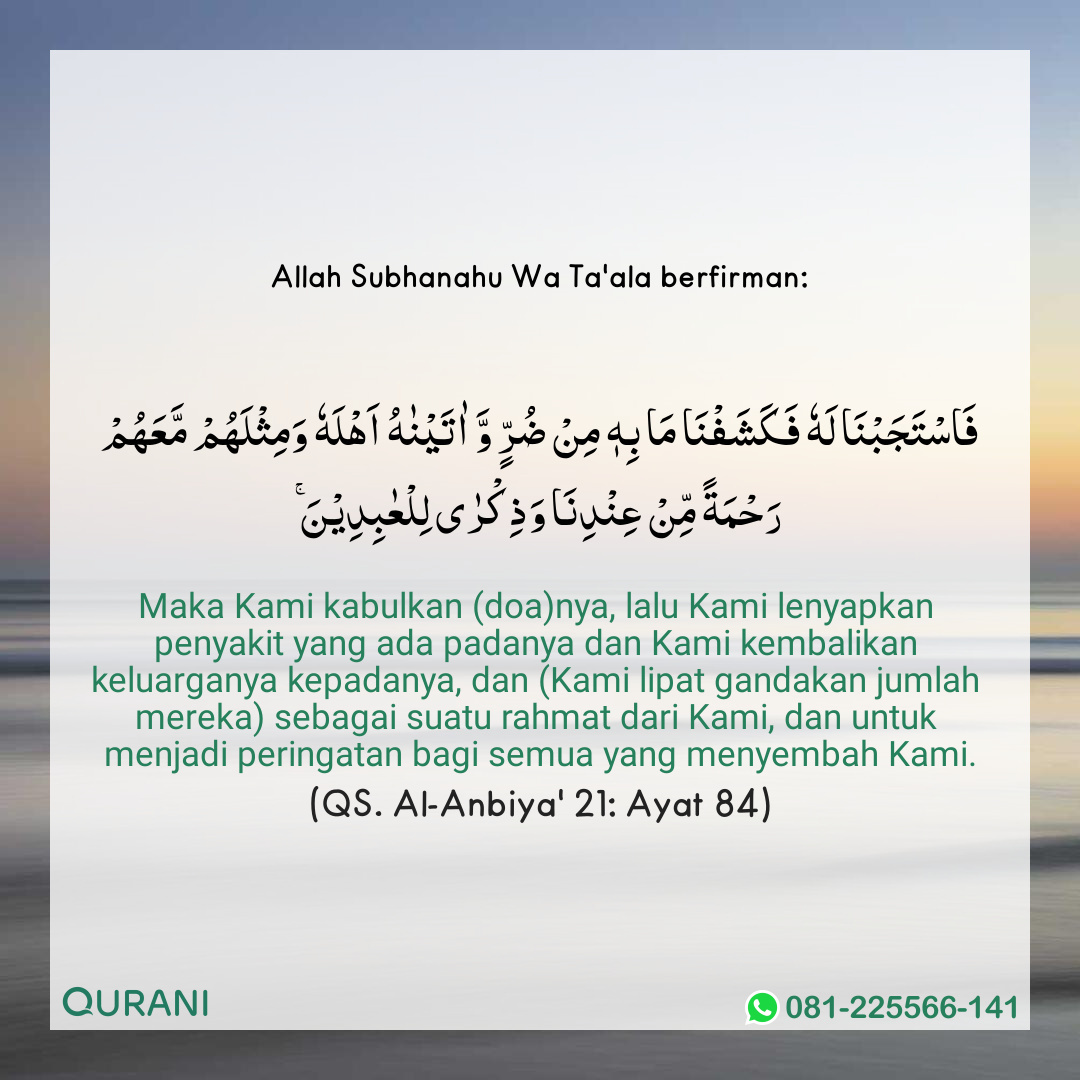 Allah Subhanahu Wa Ta'ala berfirman:
فَاسْتَجَبْنَا لَهٗ فَكَشَفْنَا مَا بِهٖ مِنْ ضُرٍّ وَّاٰتَيْنٰهُ اَهْلَهٗ وَمِثْلَهُمْ مَّعَهُمْ
رَحْمَةً مِّنْ عِنْدِنَا وَذِكْرٰى لِلْعٰبِدِيْنَ ۚ
Maka Kami kabulkan (doa)nya, lalu Kami lenyapkan
penyakit yang ada padanya dan Kami kembalikan
keluarganya kepadanya, dan (Kami lipat gandakan jumlah
mereka) sebagai suatu rahmat dari Kami, dan untuk
menjadi peringatan bagi semua yang menyembah Kami.
(QS. Al-Anbiya' 21: Ayat 84)
QURANI
081-225566-141